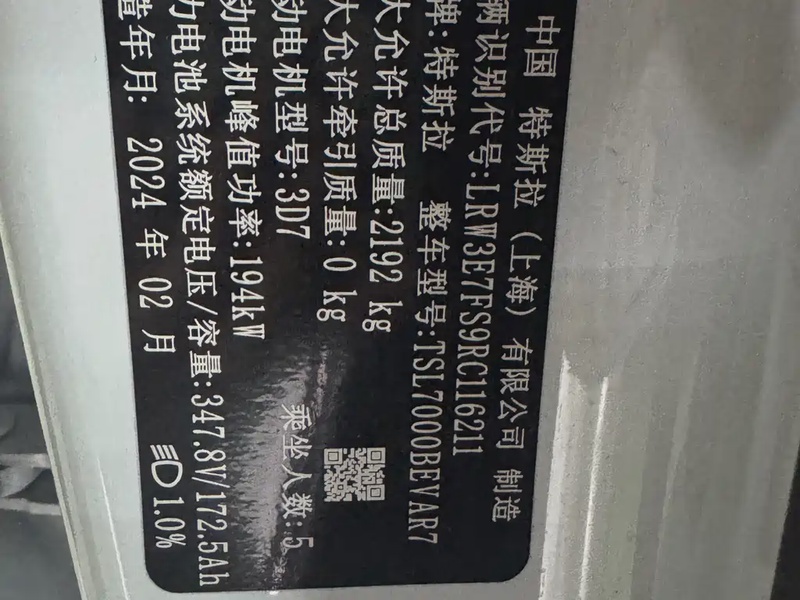 中国 特斯拉（上海）有限公司 制造
辆识别代号:LRW3E7FS9RC116211
牌:特斯拉 整车型号:TSL7000BEVAR7
大允许总质量:2192 kg
大允许牵引质量:0 kg
动电机型号:3D7 乘坐人数:5
动电机峰值功率:194kW
力电池系统额定电压/容量:347.8V/172.5Ah
造年月: 2024 年 02 月 1.0%